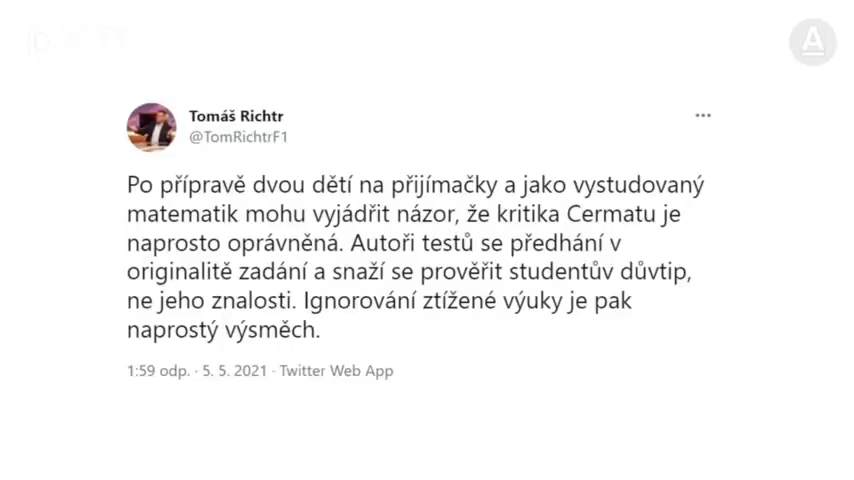 Tomáš Richtr
@TomRichtrF1
Po přípravě dvou dětí na přijímačky a jako vystudovaný
matematik mohu vyjádřit názor, že kritika Cermatu je
naprosto oprávněná. Autoři testů se předhání v
originalitě zadání a snaží se prověřit studentův důvtip,
ne jeho znalosti. Ignorování ztížené výuky je pak
naprostý výsměch.
1:59 odp. · 5. 5. 2021 · Twitter Web App